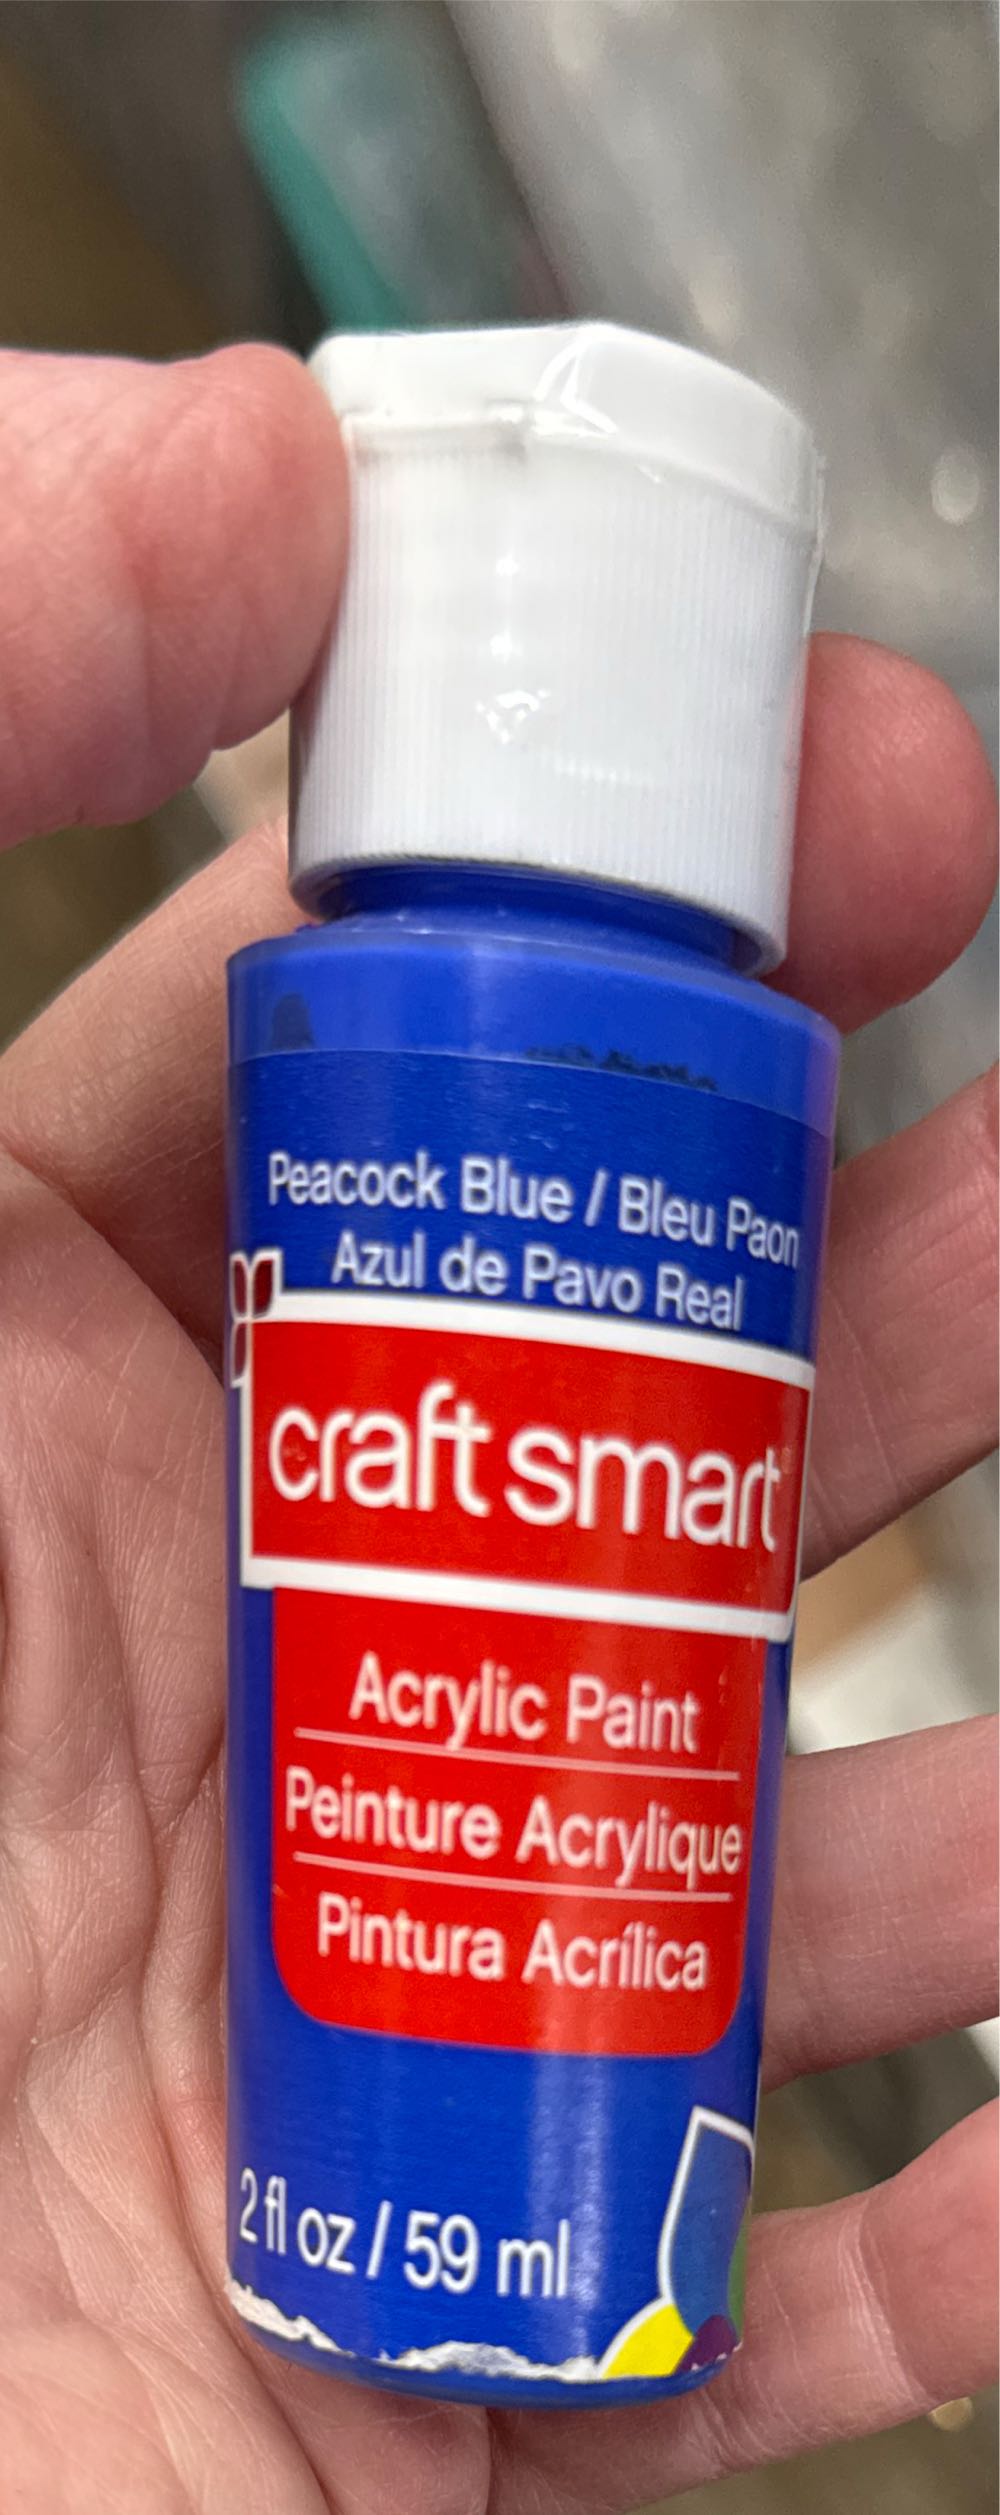 Peacock Blue / Bleu Paon
Azul de Pavo Real
craft smart
Acrylic Paint
Peinture Acrylique
Pintura Acrílica
2 fl oz / 59 ml